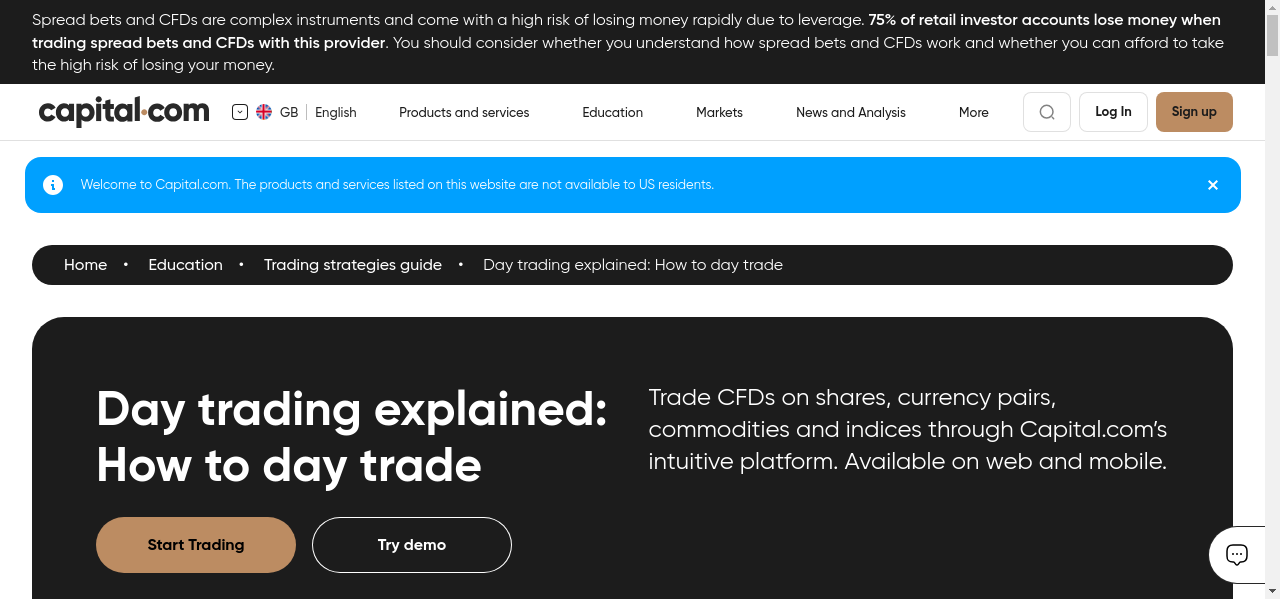 Spread bets and CFDs are complex instruments and come with a high risk of losing money rapidly due to leverage. 75% of retail investor accounts lose money when
trading spread bets and CFDs with this provider. You should consider whether you understand how spread bets and CFDs work and whether you can afford to take
the high risk of losing your money.
capital.com GB English Products and services Education Markets News and Analysis More Log In Sign up
Welcome to Capital.com. The products and services listed on this website are not available to US residents.
Home • Education • Trading strategies guide • Day trading explained: How to day trade
Day trading explained:
How to day trade
Trade CFDs on shares, currency pairs,
commodities and indices through Capital.com’s
intuitive platform. Available on web and mobile.
Start Trading Try demo